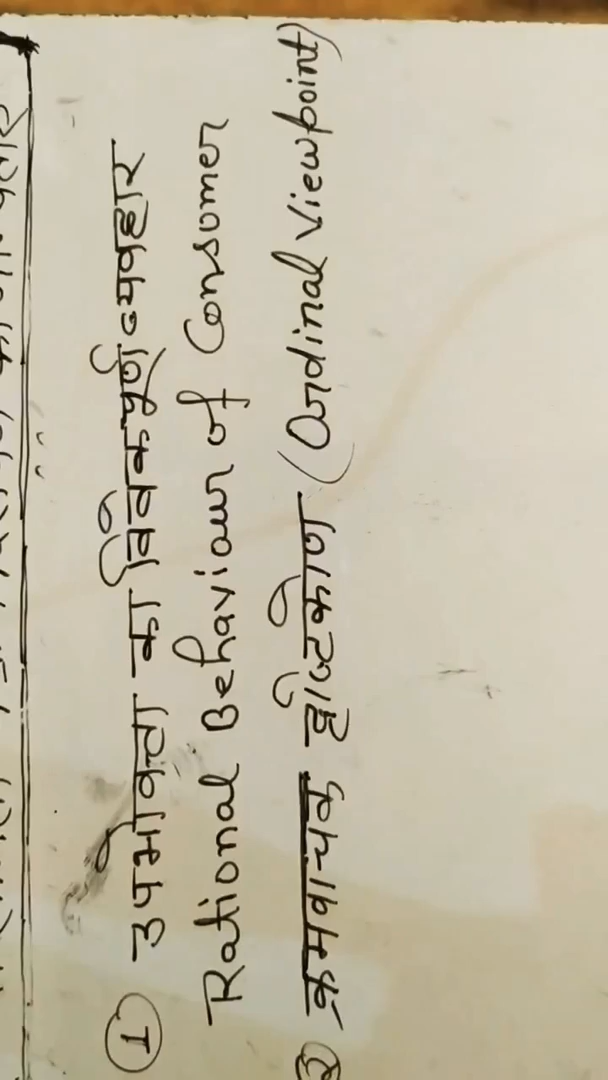 ① उपभोक्ता का विवेकपूर्ण व्यवहार
Rational Behaviour of Consumer
② क्रमवाचक दृष्टिकोण (Ordinal Viewpoint)